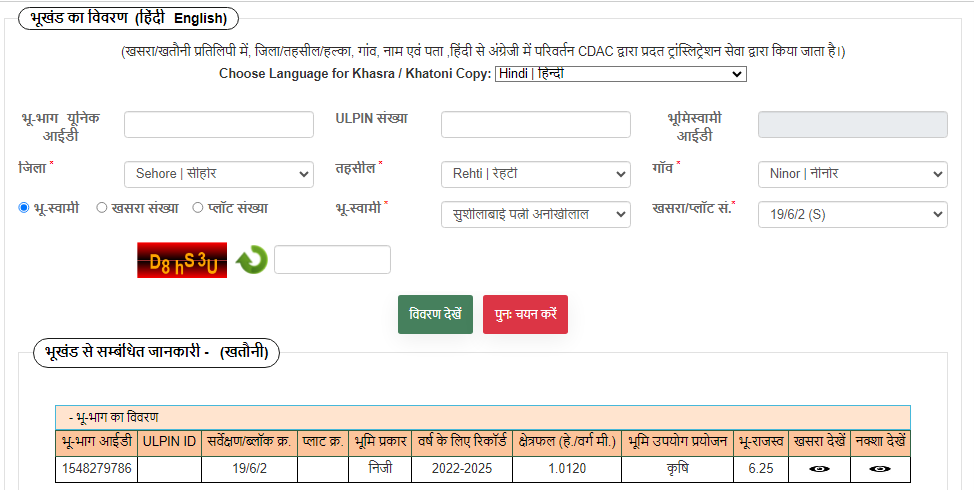 भूखंड का विवरण (हिंदी English)
(खसरा/खतौनी प्रतिलिपी में, जिला/तहसील/हल्का, गांव, नाम एवं पता ,हिंदी से अंग्रेजी में परिवर्तन CDAC द्वारा प्रदत ट्रांस्लिट्रेशन सेवा द्वारा किया जाता है।)
Choose Language for Khasra / Khatoni Copy: Hindi | हिन्दी
भू-भाग यूनिक आईडी ULPIN संख्या भूमिस्वामी आईडी
जिला * Sehore | सीहोर तहसील * Rehti | रेहटी गाँव * Ninor | नीनोर
भू-स्वामी खसरा संख्या प्लॉट संख्या भू-स्वामी * सुशीलाबाई पत्नी अनोखीलाल खसरा/प्लॉट सं.* 19/6/2 (S)
D8hS3U
विवरण देखें पुनः चयन करें
भूखंड से सम्बंधित जानकारी - (खतौनी)
- भू-भाग का विवरण
भू-भाग आईडी ULPIN ID सर्वेक्षण/ब्लॉक क्र. प्लाट क्र. भूमि प्रकार वर्ष के लिए रिकॉर्ड क्षेत्रफल (हे./वर्ग मी.) भूमि उपयोग प्रयोजन भू-राजस्व खसरा देखें नक्शा देखें
1548279786 19/6/2 निजी 2022-2025 1.0120 कृषि 6.25